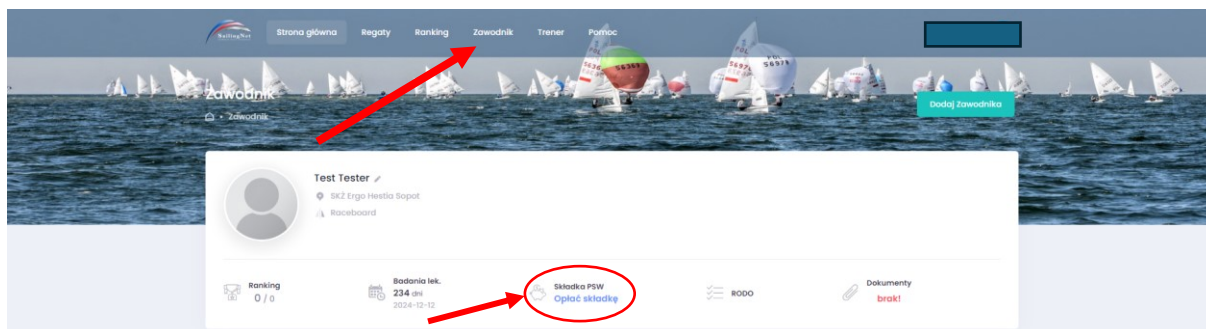 SailingNet
Strona główna Regaty Ranking Zawodnik Trener Pomoc
Zawodnik
Zawodnik
Dodaj Zawodnika
Test Tester
SKŻ Ergo Hestia Sopot
Raceboard
Ranking
0 / 0
Badania lek.
234 dni
2024-12-12
Składka PSW
Opłać składkę
RODO
Dokumenty
brak!